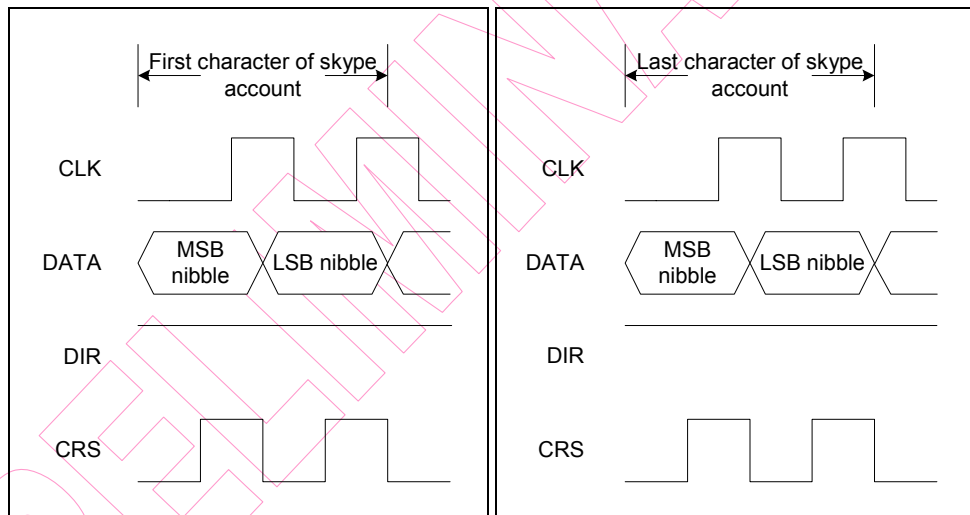 First character of skype
account
CLK
MSB
nibble
LSB nibble
DATA
DIR
CRS
Last character of skype
account
CLK
MSB
nibble
LSB nibble
DATA
DIR
CRS